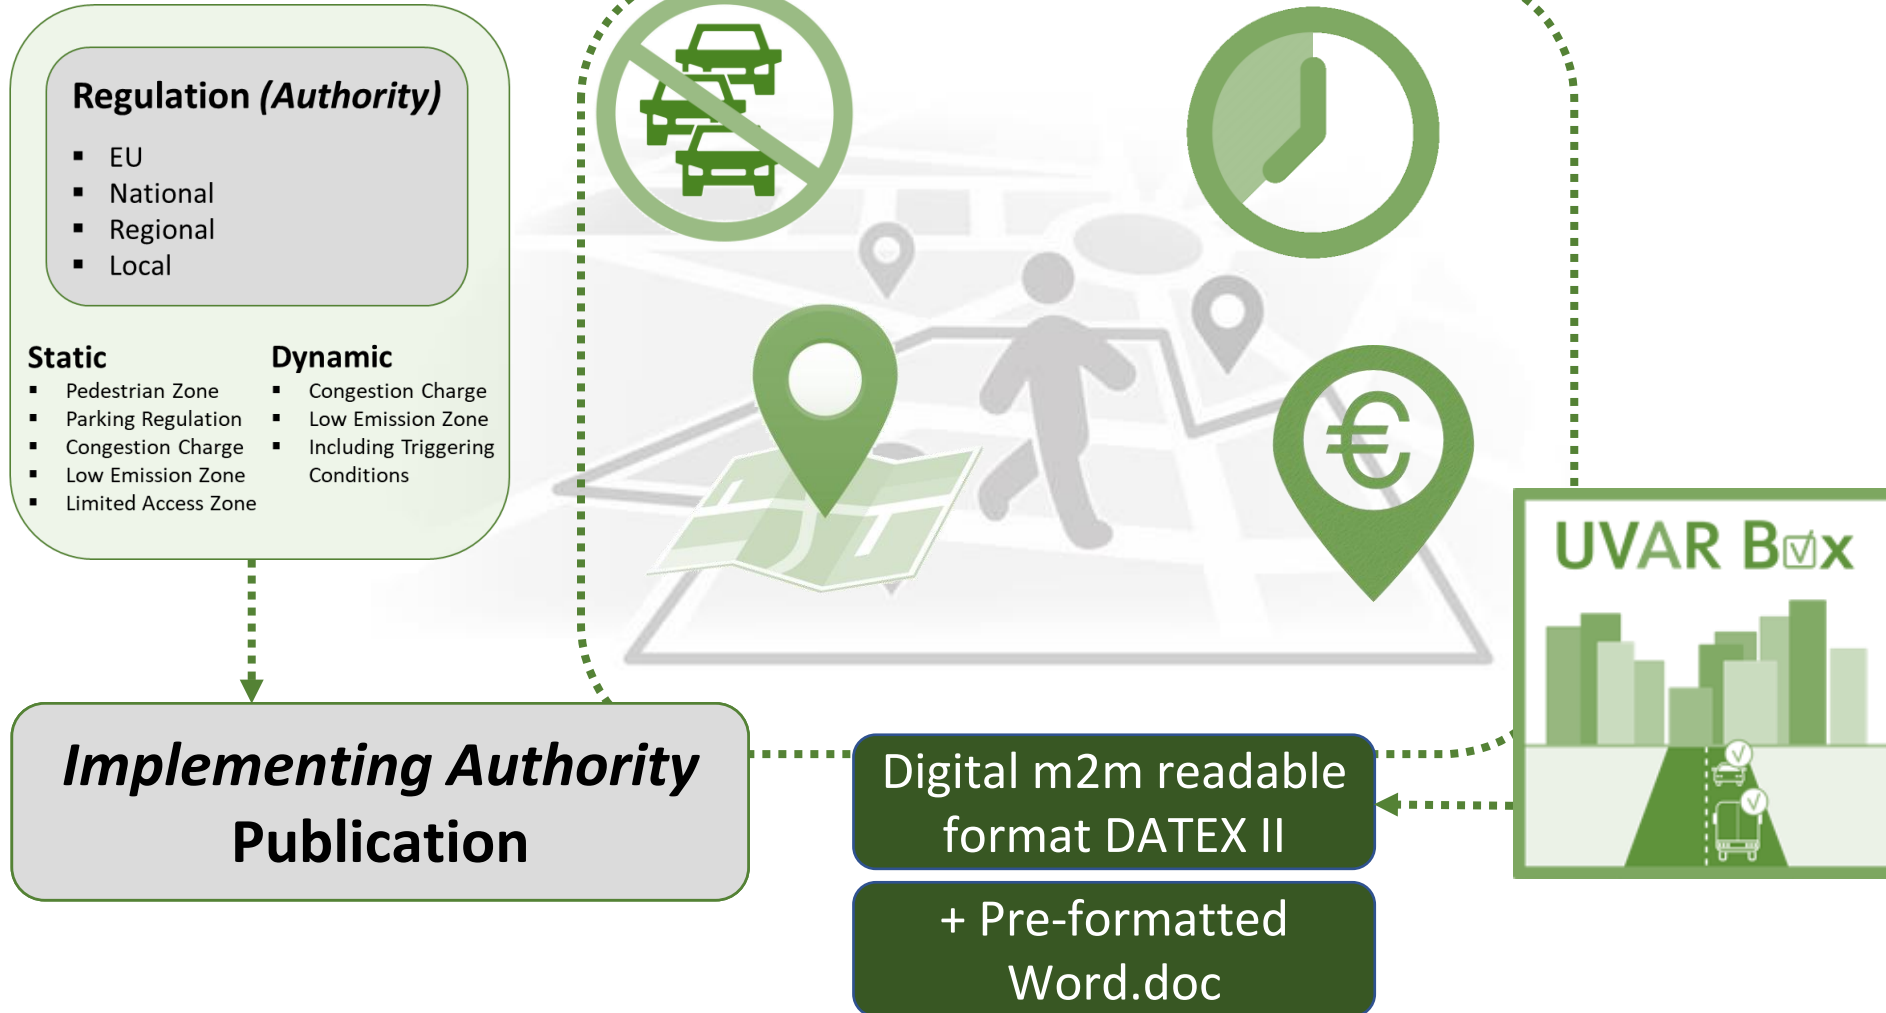 Regulation (Authority)
▪ EU
▪ National
▪ Regional
▪ Local
Static
▪ Pedestrian Zone
▪ Parking Regulation
▪ Congestion Charge
▪ Low Emission Zone
▪ Limited Access Zone
Dynamic
▪ Congestion Charge
▪ Low Emission Zone
▪ Including Triggering
Conditions
€
UVAR Box
Implementing Authority
Publication
Digital m2m readable
format DATEX II
+ Pre-formatted
Word.doc